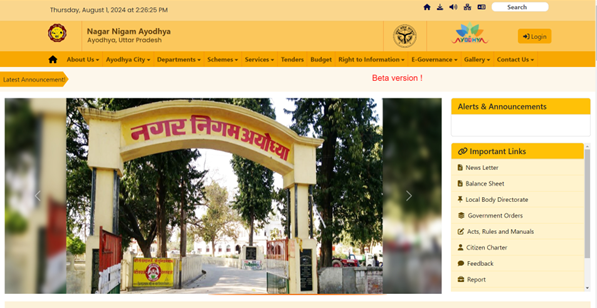 Thursday, August 1, 2024 at 2:26:25 PM
Search
Nagar Nigam Ayodhya
Ayodhya, Uttar Pradesh
AYODHYA
Login
About Us Ayodhya City Departments Schemes Services Tenders Budget Right to Information E-Governance Gallery Contact Us
Latest Announcement
Beta version !
नगर निगम अयोध्या
Alerts & Announcements
Important Links
News Letter
Balance Sheet
Local Body Directorate
Government Orders
Acts, Rules and Manuals
Citizen Charter
Feedback
Report